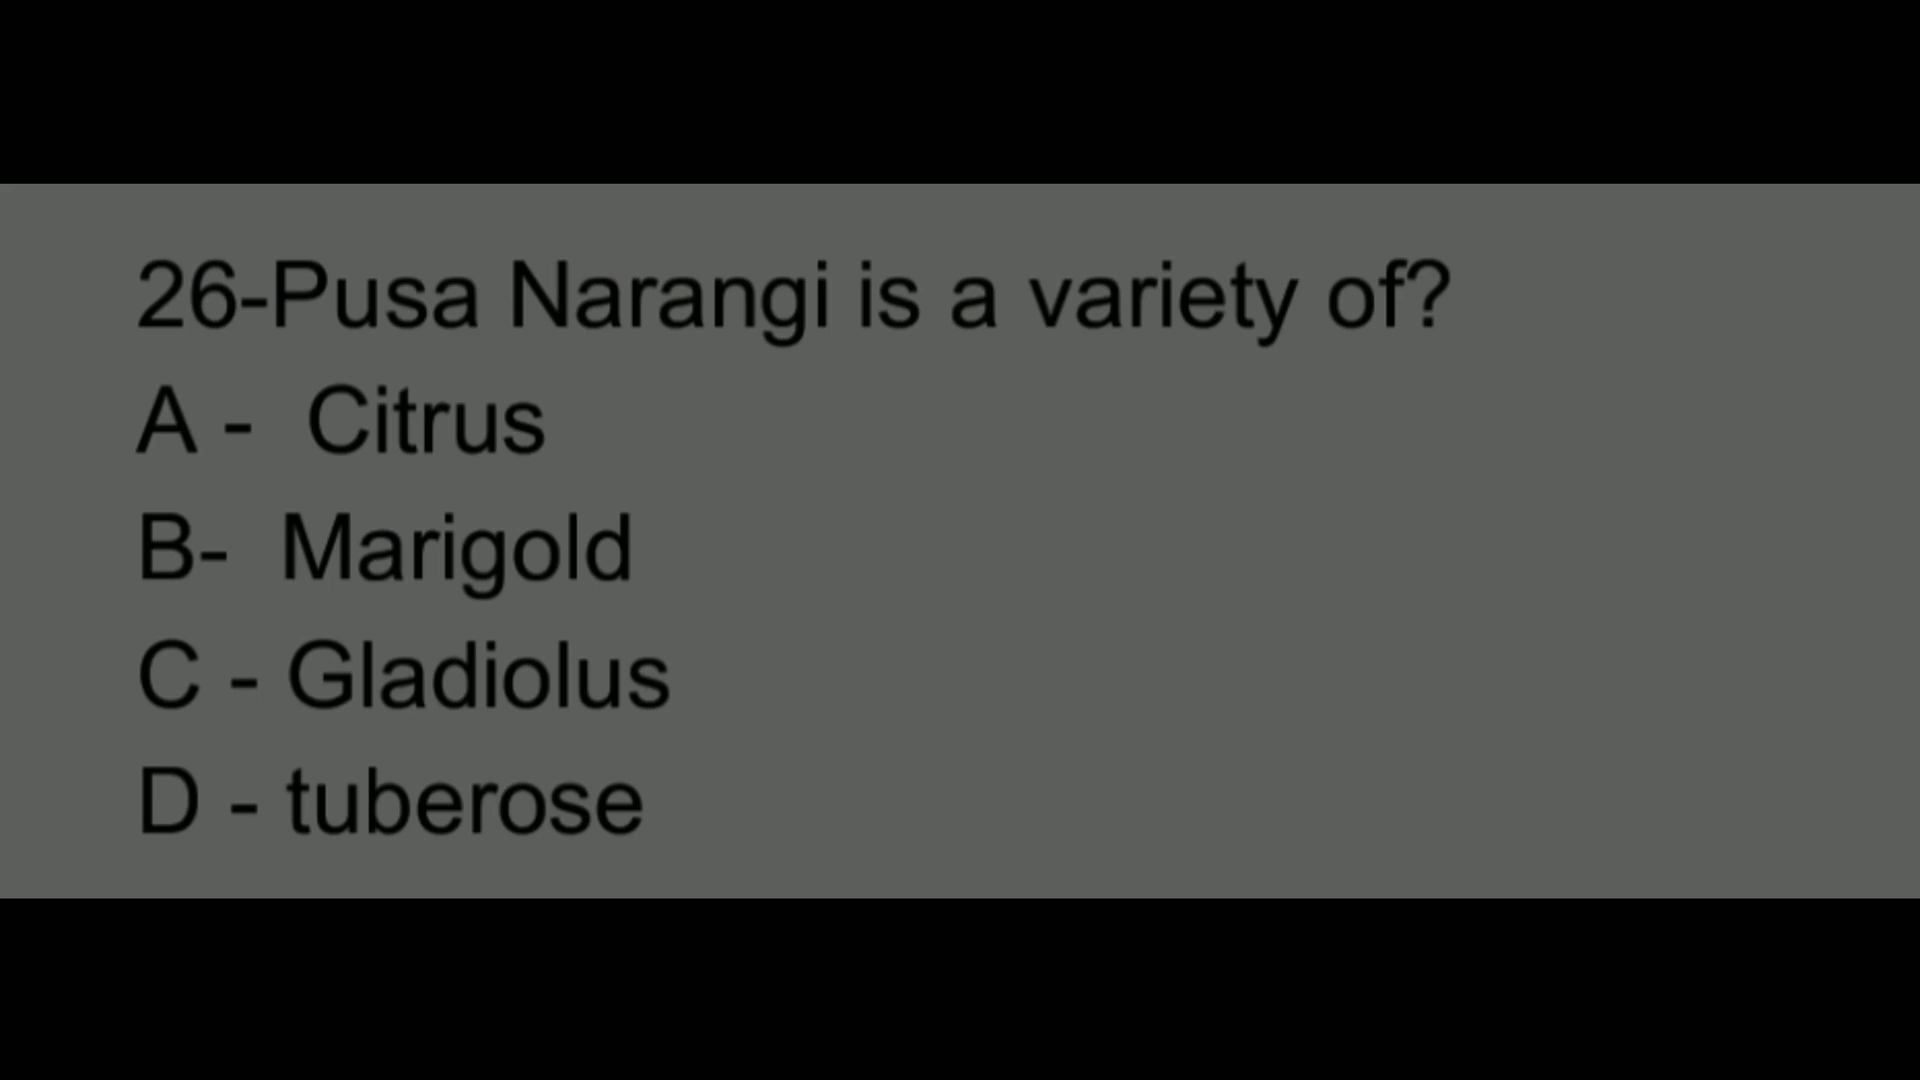 26-Pusa Narangi is a variety of?
A -  Citrus
B-  Marigold
C - Gladiolus
D - tuberose